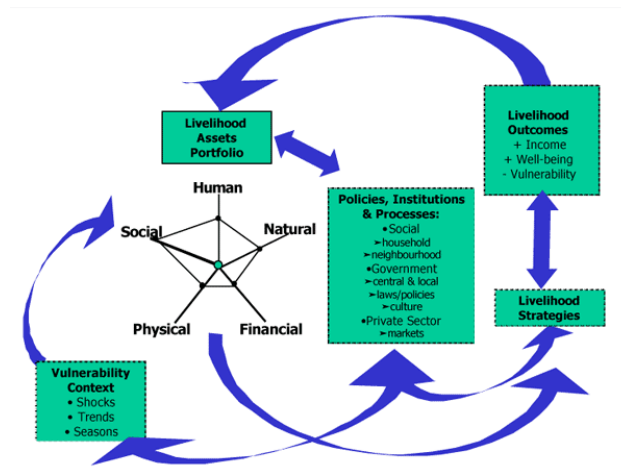 Livelihood
Assets
Portfolio
Livelihood
Outcomes
+ Income
+ Well-being
- Vulnerability
Human
Social
Natural
Physical
Financial
Policies, Institutions
& Processes:
•Social
➢household
➢neighbourhood
•Government
➢central & local
➢laws/policies
➢culture
•Private Sector
➢markets
Livelihood
Strategies
Vulnerability
Context
• Shocks
• Trends
• Seasons